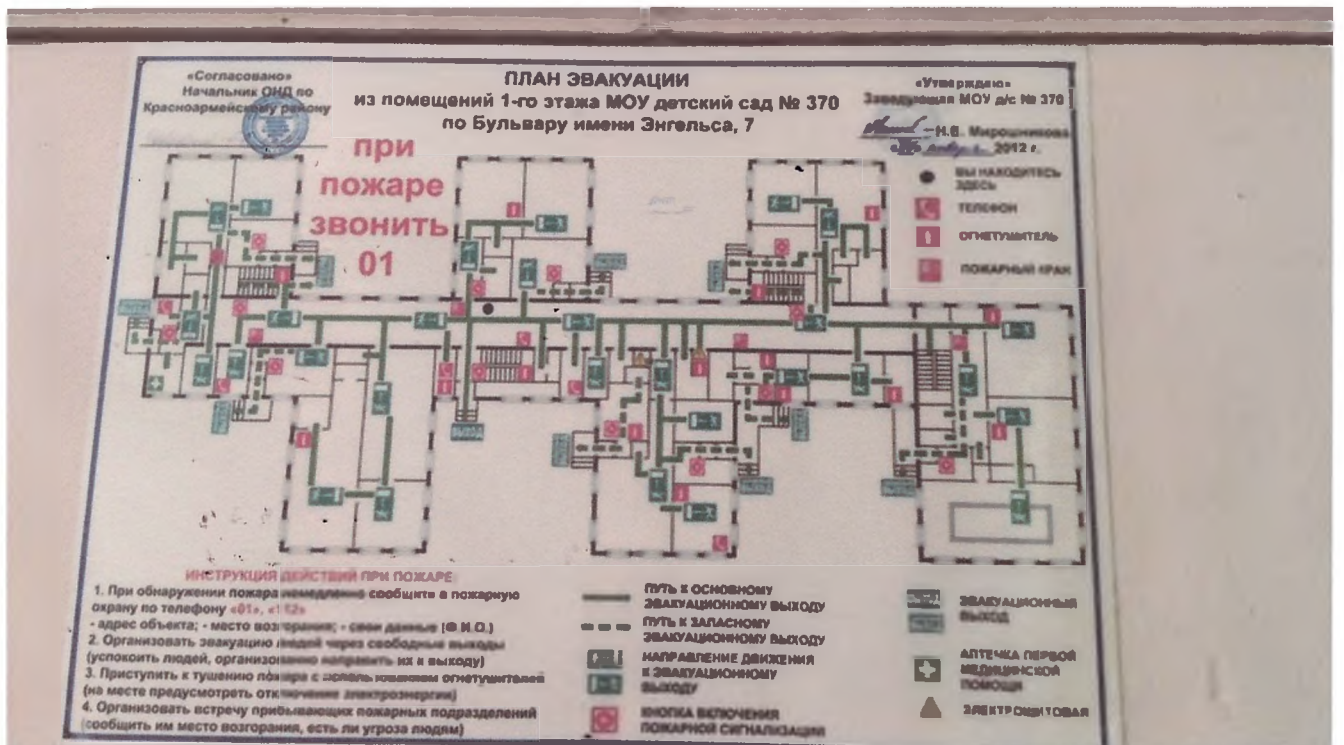 «Согласовано»
Начальник ОНД по
Красноармейскому району
ПЛАН ЭВАКУАЦИИ
из помещений 1-го этажа МОУ детский сад № 370
по Бульвару имени Энгельса, 7
«Утверждаю»
Заведующая МОУ д/с № 370
Н.В. Мирошникова
2012 г.
при
пожаре
звонить
01
ВЫ НАХОДИТЕСЬ
ЗДЕСЬ
ТЕЛЕФОН
ОГНЕТУШИТЕЛЬ
ПОЖАРНЫЙ КРАН
ВЫХОД
ВЫХОД
ИНСТРУКЦИЯ ДЕЙСТВИЙ ПРИ ПОЖАРЕ
1. При обнаружении пожара немедленно сообщить в пожарную
охрану по телефону «01»,
- адрес объекта; - место возгорания; - свои данные (Ф.И.О.)
2. Организовать эвакуацию людей через свободные выходы
(успокоить людей, организованно направить их к выходу)
3. Приступить к тушению пожара с использованием огнетушителей
(на месте предусмотреть отключение электроэнергии)
4. Организовать встречу прибывающих пожарных подразделений
(сообщить им место возгорания, есть ли угроза людям)
ПУТЬ К ОСНОВНОМУ
ЭВАКУАЦИОННОМУ ВЫХОДУ
ПУТЬ К ЗАПАСНОМУ
ЭВАКУАЦИОННОМУ ВЫХОДУ
НАПРАВЛЕНИЕ ДВИЖЕНИЯ
К ЭВАКУАЦИОННОМУ
ВЫХОДУ
КНОПКА ВКЛЮЧЕНИЯ
ПОЖАРНОЙ СИГНАЛИЗАЦИИ
ЭВАКУАЦИОННЫЙ
ВЫХОД
АПТЕЧКА ПЕРВОЙ
МЕДИЦИНСКОЙ
ПОМОЩИ
ЭЛЕКТРОЩИТОВАЯ